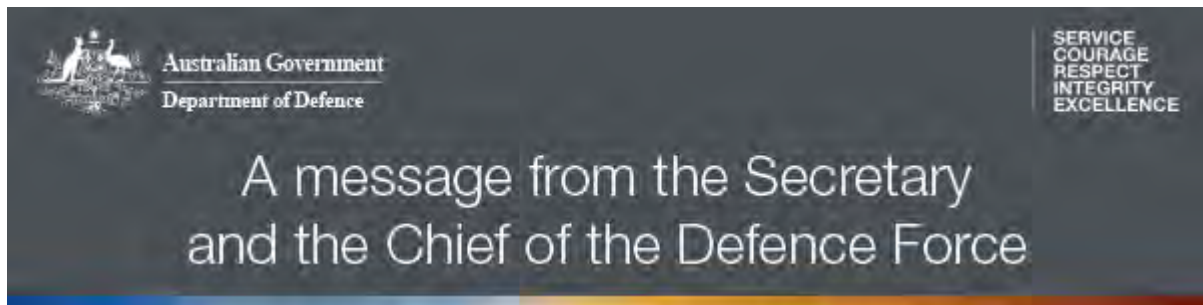 Australian Government
Department of Defence
SERVICE
COURAGE
RESPECT
INTEGRITY
EXCELLENCE
A message from the Secretary
and the Chief of the Defence Force